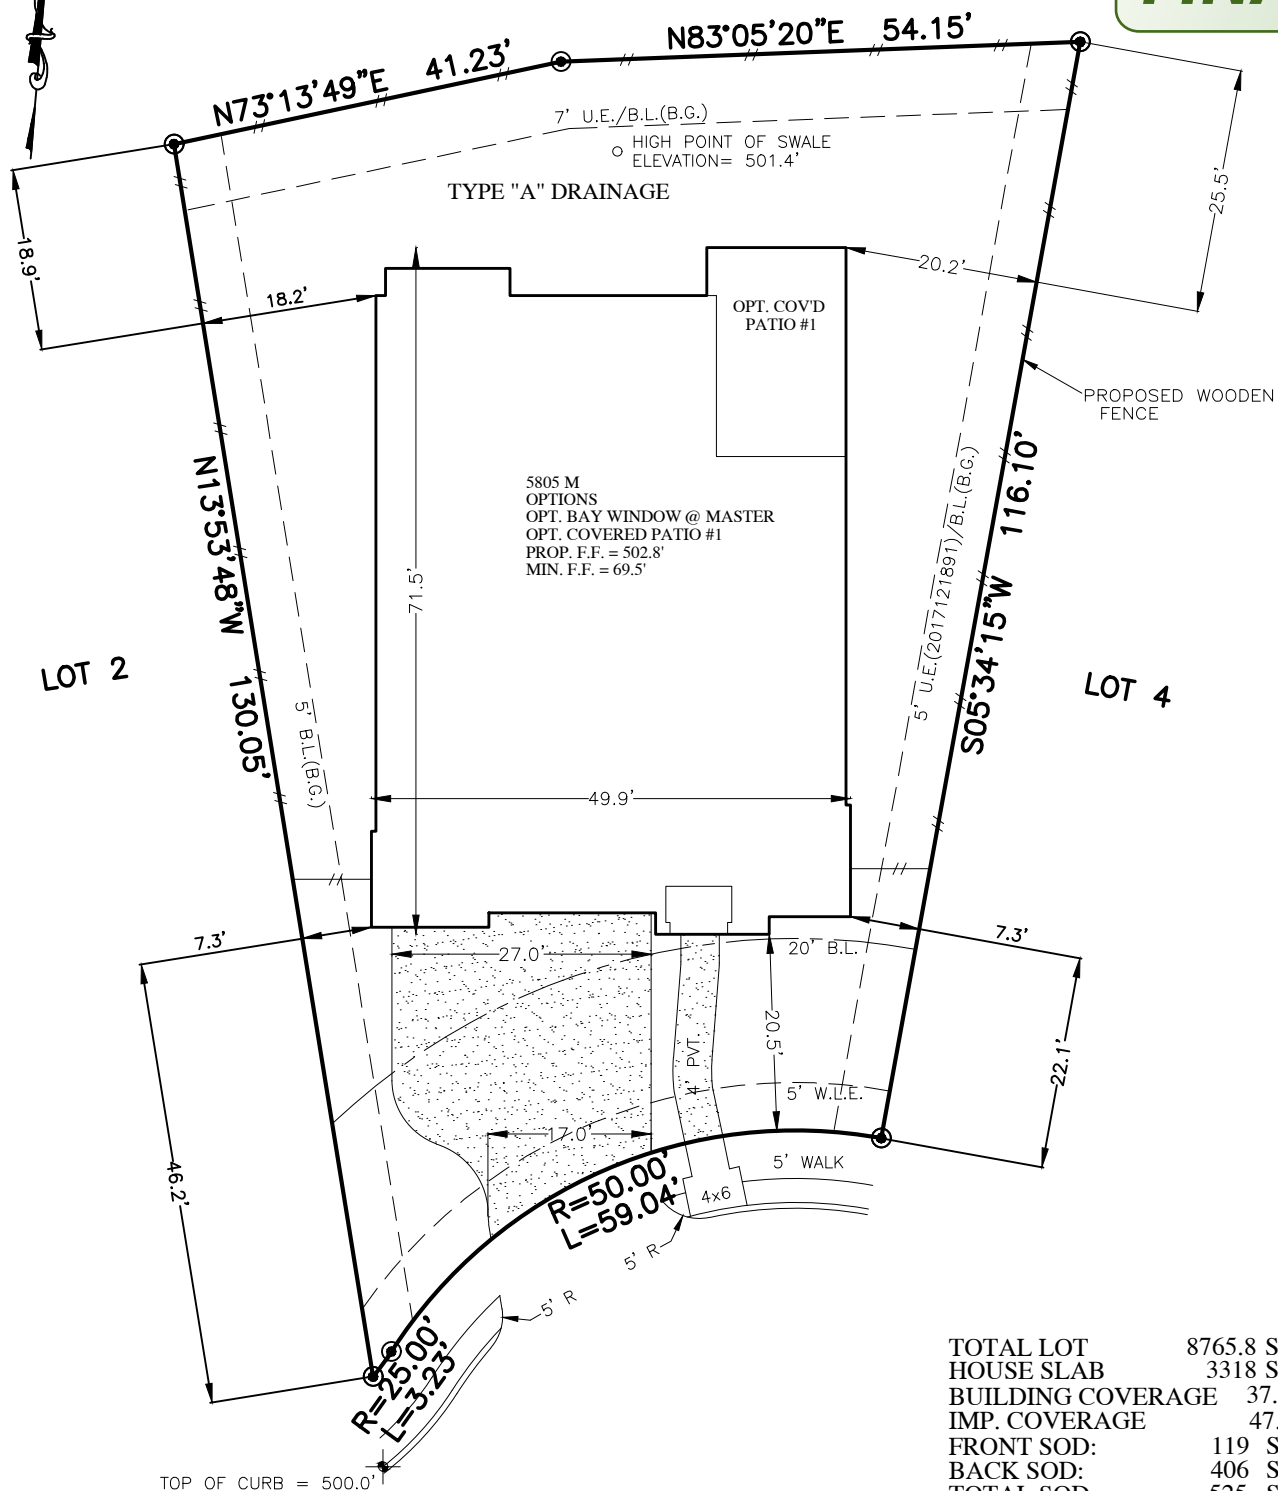 N73°13'49"E 41.23'
N83°05'20"E 54.15'
7' U.E./B.L.(B.G.)
HIGH POINT OF SWALE
ELEVATION= 501.4'
TYPE "A" DRAINAGE
18.9'
18.2'
20.2'
25.5'
OPT. COV'D
PATIO #1
PROPOSED WOODEN
FENCE
5805 M
OPTIONS
OPT. BAY WINDOW @ MASTER
OPT. COVERED PATIO #1
PROP. F.F. = 502.8'
MIN. F.F. = 69.5'
71.5'
N13°53'48"W 130.05'
5' B.L.(B.G.)
5' U.E.(2017121891)/B.L.(B.G.)
S05°34'15"W 116.10'
LOT 2
LOT 4
49.9'
7.3'
7.3'
27.0'
20' B.L.
20.5'
4' PVT.
22.1'
5' W.L.E.
17.0'
5' WALK
46.2'
R=50.00'
L=59.04'
4x6
5' R
5' R
R=25.00'
L=3.23'
TOP OF CURB = 500.0'
TOTAL LOT 8765.8 S
HOUSE SLAB 3318 S
BUILDING COVERAGE 37.
IMP. COVERAGE 47.
FRONT SOD: 119 S
BACK SOD: 406 S